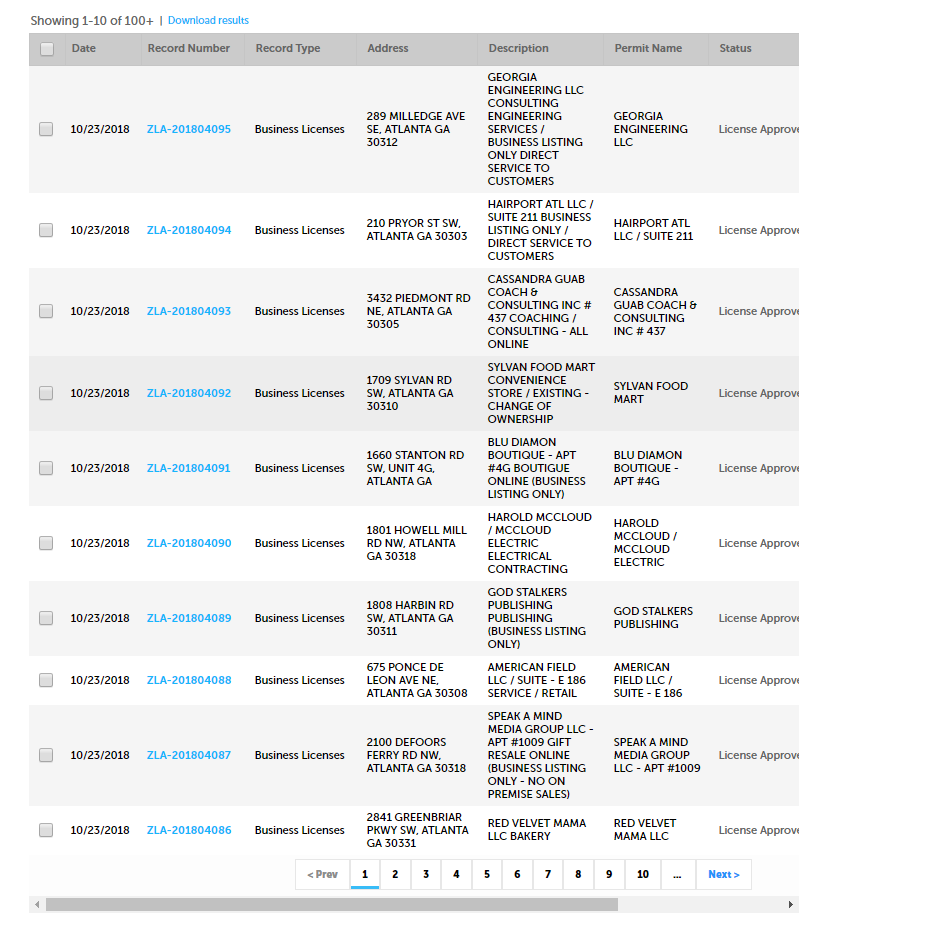 Showing 1-10 of 100+ | Download results
Date Record Number Record Type Address Description Permit Name Status
10/23/2018 ZLA-201804095 Business Licenses
289 MILLEDGE AVE
SE, ATLANTA GA
30312
GEORGIA
ENGINEERING LLC
CONSULTING
ENGINEERING
SERVICES /
BUSINESS LISTING
ONLY DIRECT
SERVICE TO
CUSTOMERS
GEORGIA
ENGINEERING
LLC
License Approve
10/23/2018 ZLA-201804094 Business Licenses
210 PRYOR ST SW,
ATLANTA GA 30303
HAIRPORT ATL LLC /
SUITE 211 BUSINESS
LISTING ONLY /
DIRECT SERVICE TO
CUSTOMERS
HAIRPORT ATL
LLC / SUITE 211
License Approve
10/23/2018 ZLA-201804093 Business Licenses
3432 PIEDMONT RD
NE, ATLANTA GA
30305
CASSANDRA GUAB
COACH &
CONSULTING INC #
437 COACHING /
CONSULTING - ALL
ONLINE
CASSANDRA
GUAB COACH &
CONSULTING
INC # 437
License Approve
10/23/2018 ZLA-201804092 Business Licenses
1709 SYLVAN RD
SW, ATLANTA GA
30310
SYLVAN FOOD MART
CONVENIENCE
STORE / EXISTING -
CHANGE OF
OWNERSHIP
SYLVAN FOOD
MART
License Approve
10/23/2018 ZLA-201804091 Business Licenses
1660 STANTON RD
SW, UNIT 4G,
ATLANTA GA
BLU DIAMON
BOUTIQUE - APT
#4G BOUTIGUE
ONLINE (BUSINESS
LISTING ONLY)
BLU DIAMON
BOUTIQUE -
APT #4G
License Approve
10/23/2018 ZLA-201804090 Business Licenses
1801 HOWELL MILL
RD NW, ATLANTA
GA 30318
HAROLD MCCLOUD
/ MCCLOUD
ELECTRIC
ELECTRICAL
CONTRACTING
HAROLD
MCCLOUD /
MCCLOUD
ELECTRIC
License Approve
10/23/2018 ZLA-201804089 Business Licenses
1808 HARBIN RD
SW, ATLANTA GA
30311
GOD STALKERS
PUBLISHING
PUBLISHING
(BUSINESS LISTING
ONLY)
GOD STALKERS
PUBLISHING
License Approve
10/23/2018 ZLA-201804088 Business Licenses
675 PONCE DE
LEON AVE NE,
ATLANTA GA 30308
AMERICAN FIELD
LLC / SUITE - E 186
SERVICE / RETAIL
AMERICAN
FIELD LLC /
SUITE - E 186
License Approve
10/23/2018 ZLA-201804087 Business Licenses
2100 DEFOORS
FERRY RD NW,
ATLANTA GA 30318
SPEAK A MIND
MEDIA GROUP LLC -
APT #1009 GIFT
RESALE ONLINE
(BUSINESS LISTING
ONLY - NO ON
PREMISE SALES)
SPEAK A MIND
MEDIA GROUP
LLC - APT #1009
License Approve
10/23/2018 ZLA-201804086 Business Licenses
2841 GREENBRIAR
PKWY SW, ATLANTA
GA 30331
RED VELVET MAMA
LLC BAKERY
RED VELVET
MAMA LLC
License Approve
< Prev 1 2 3 4 5 6 7 8 9 10 ... Next >